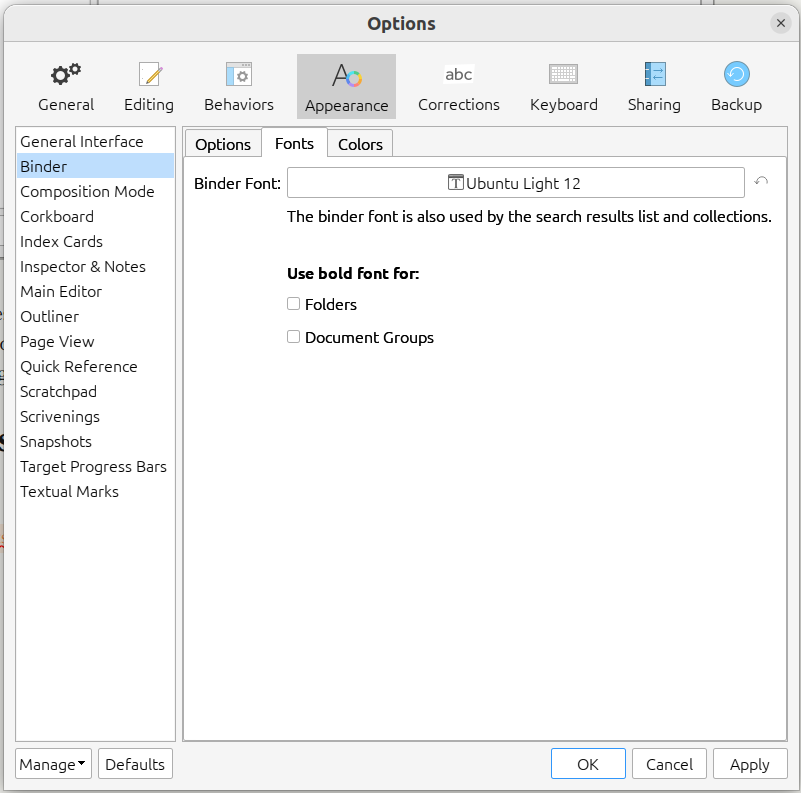 Options
General Editing Behaviors Appearance Corrections Keyboard Sharing Backup
General Interface
Binder
Composition Mode
Corkboard
Index Cards
Inspector & Notes
Main Editor
Outliner
Page View
Quick Reference
Scratchpad
Scrivenings
Snapshots
Target Progress Bars
Textual Marks
Options Fonts Colors
Binder Font: Ubuntu Light 12
The binder font is also used by the search results list and collections.
Use bold font for:
Folders
Document Groups
Manage Defaults OK Cancel Apply